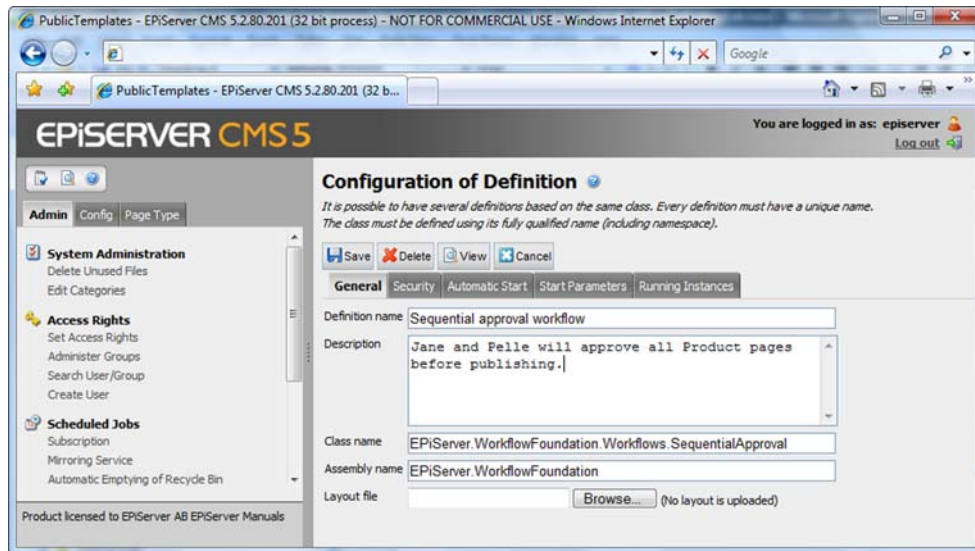 PublicTemplates - EPiServer CMS 5.2.80.201 (32 bit process) - NOT FOR COMMERCIAL USE - Windows Internet Explorer
Google
PublicTemplates - EPiServer CMS 5.2.80.201 (32 b...
EPiSERVER CMS 5
You are logged in as: episerver
Log out
Admin Config Page Type
System Administration
Delete Unused Files
Edit Categories
Access Rights
Set Access Rights
Administer Groups
Search User/Group
Create User
Scheduled Jobs
Subscription
Mirroring Service
Automatic Emptying of Recycle Bin
Product licensed to EPiServer AB EPiServer Manuals
Configuration of Definition
It is possible to have several definitions based on the same class. Every definition must have a unique name.
The class must be defined using its fully qualified name (including namespace).
Save Delete View Cancel
General Security Automatic Start Start Parameters Running Instances
Definition name Sequential approval workflow
Description Jane and Pelle will approve all Product pages
before publishing.
Class name EPiServer.WorkflowFoundation.Workflows.SequentialApproval
Assembly name EPiServer.WorkflowFoundation
Layout file Browse... (No layout is uploaded)